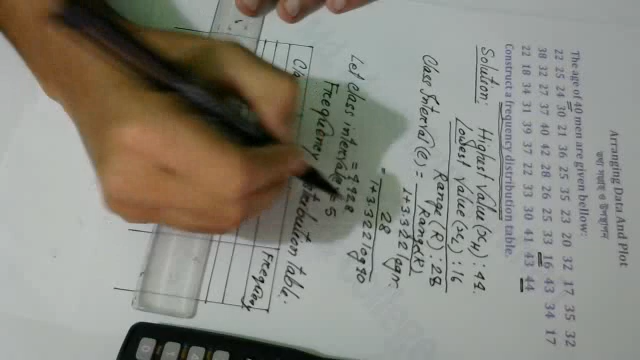 Arranging Data And Plot
The age of 40 men are given bellow:
22 25 24 30 21 36 25 35 23 20 32 17 35 32
38 32 27 37 40 42 28 26 25 33 16 43 34 17
22 18 34 31 39 37 22 33 30 41 43 44
Construct a frequency distribution table.
Solution: Highest value (xH) : 44.
Lowest value (xL) : 16
Range (R) : 28
Class Interval (c) = Range (R)
1+3.322 log n.
= 28
1+3.322 log 40
= 4.428
Let class interval = 5
Frequency table:
Frequency